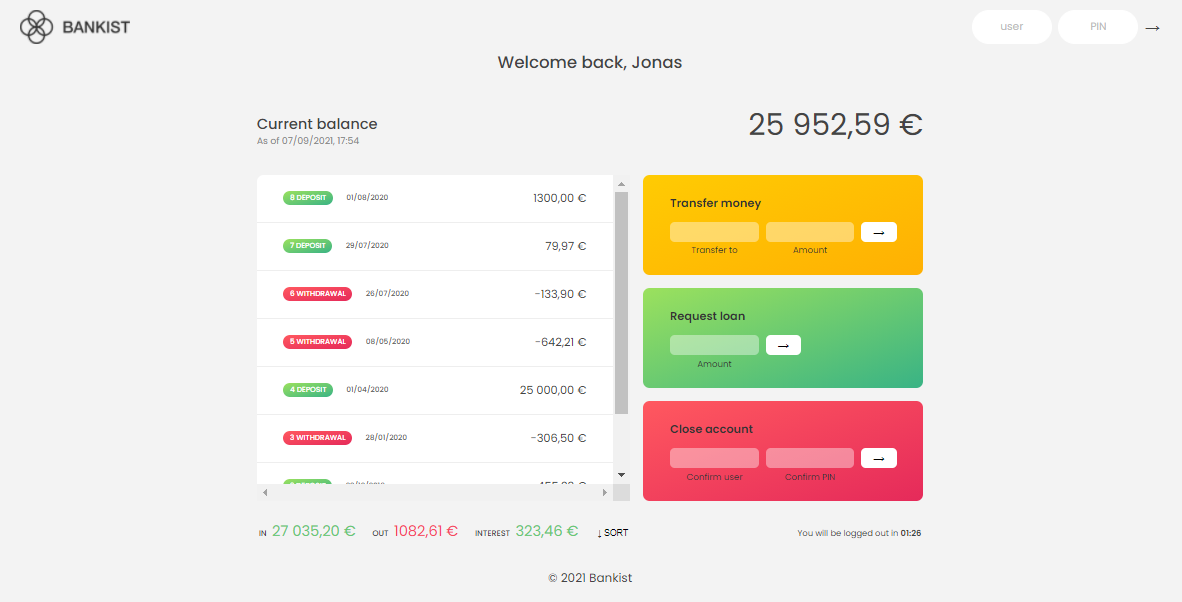 BANKIST
user PIN →
Welcome back, Jonas
Current balance
As of 07/09/2021, 17:54
25 952,59 €
8 DEPOSIT 01/08/2020 1300,00 €
7 DEPOSIT 29/07/2020 79,97 €
6 WITHDRAWAL 26/07/2020 -133,90 €
5 WITHDRAWAL 08/05/2020 -642,21 €
4 DEPOSIT 01/04/2020 25 000,00 €
3 WITHDRAWAL 28/01/2020 -306,50 €
Transfer money
→
Transfer to Amount
Request loan
→
Amount
Close account
→
Confirm user Confirm PIN
IN 27 035,20 € OUT 1082,61 € INTEREST 323,46 € ↓ SORT
You will be logged out in 01:26
© 2021 Bankist